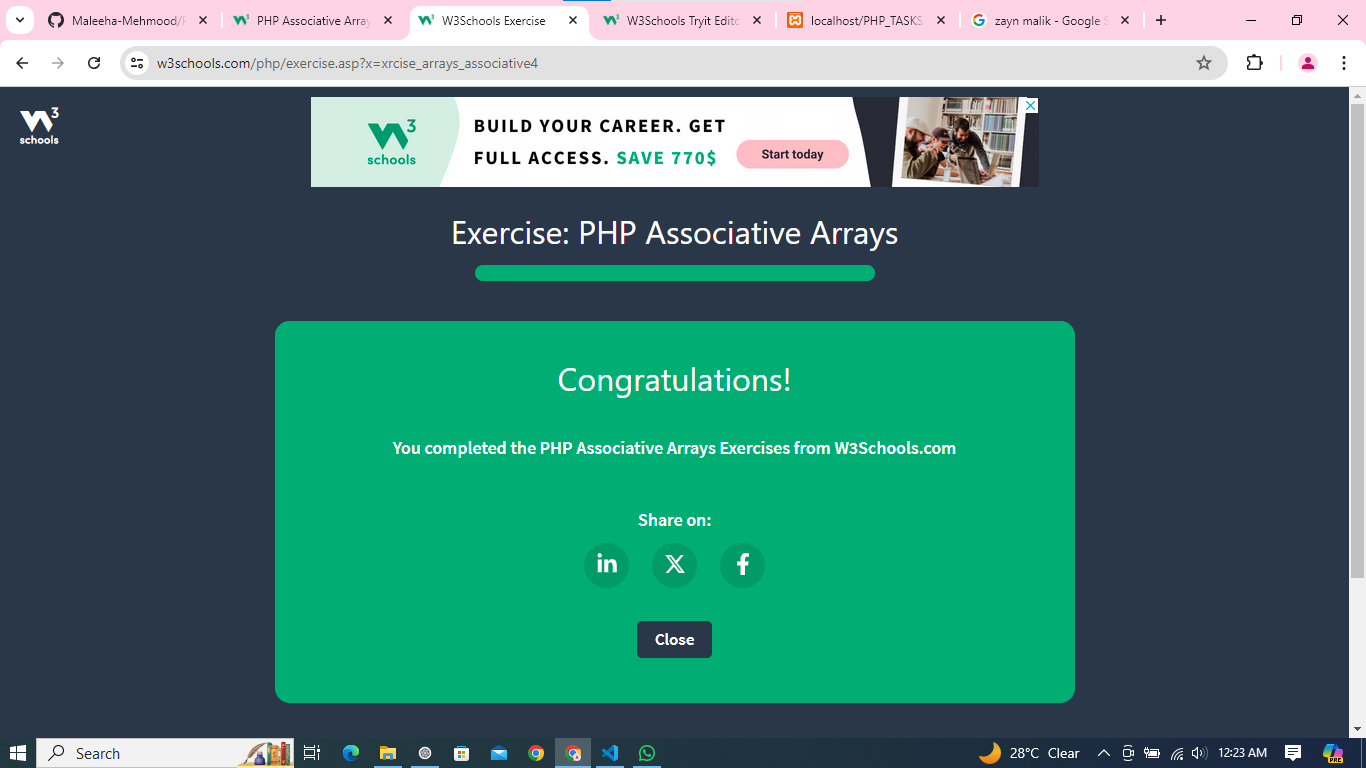 Maleeha-Mehmood/
PHP Associative Array
W3Schools Exercise
W3Schools Tryit Edito
localhost/PHP_TASKS
zayn malik - Google S
w3schools.com/php/exercise.asp?x=xrcise_arrays_associative4
W3
schools
W3
schools
BUILD YOUR CAREER. GET
FULL ACCESS. SAVE 770$
Start today
Exercise: PHP Associative Arrays
Congratulations!
You completed the PHP Associative Arrays Exercises from W3Schools.com
Share on:
in
X
f
Close
Search
28°C Clear
12:23 AM
PRE